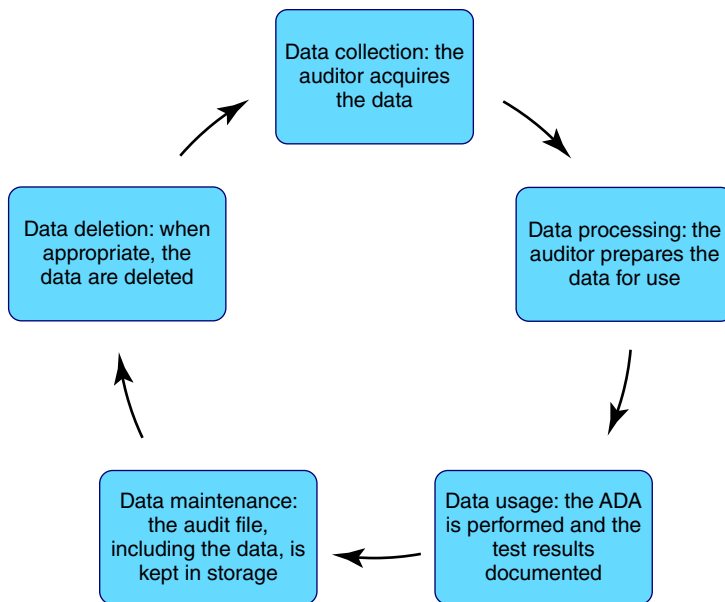 Data collection: the
auditor acquires
the data
Data processing: the
auditor prepares the
data for use
Data usage: the ADA
is performed and the
test results
documented
Data maintenance:
the audit file,
including the data, is
kept in storage
Data deletion: when
appropriate, the
data are deleted